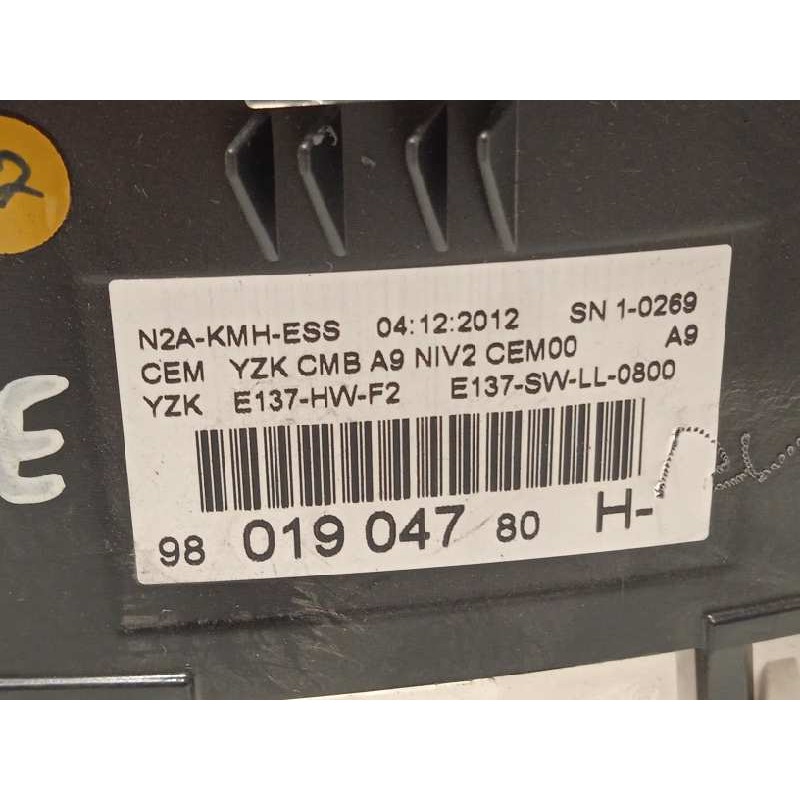 2
N2A-KMH-ESS 04:12:2012 SN 1-0269
CEM YZK CMB A9 NIV2 CEM00 A9
YZK E137-HW-F2 E137-SW-LL-0800
E
98 019 047 80 H-